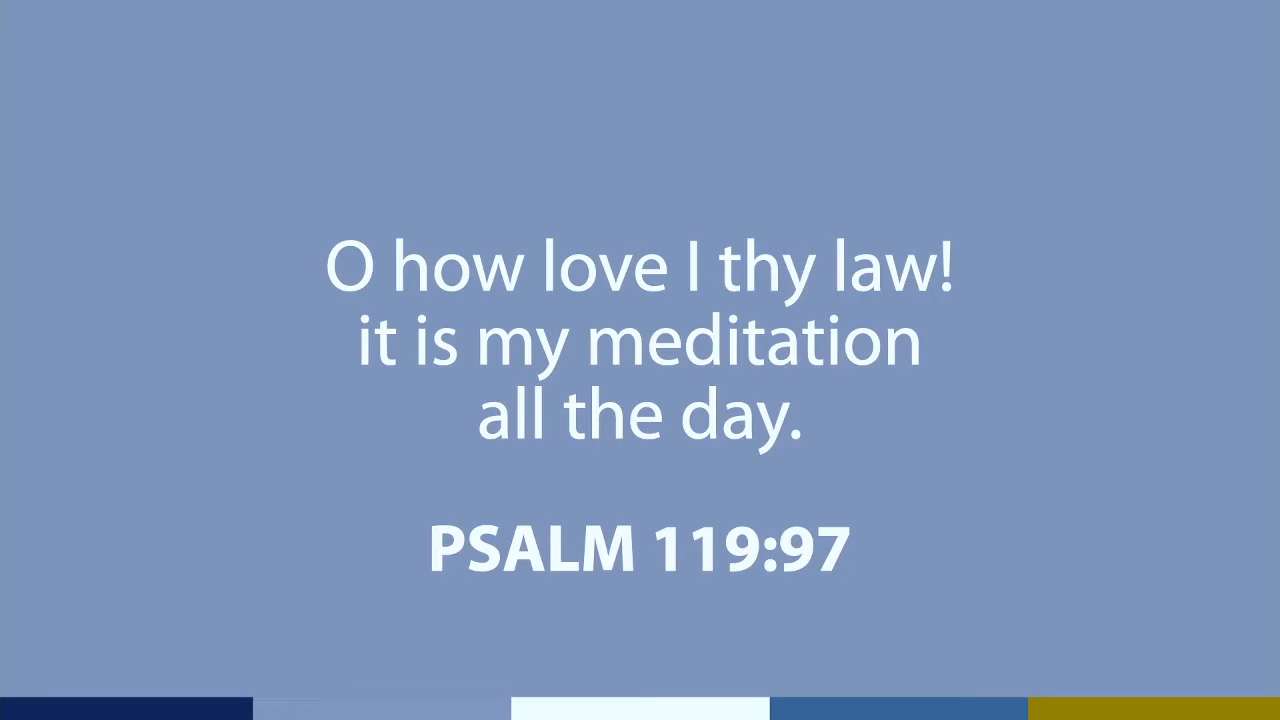 O how love I thy law!
it is my meditation
all the day.
PSALM 119:97